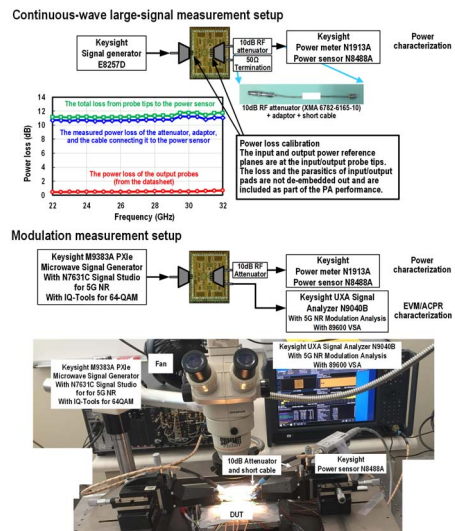 Continuous-wave large-signal measurement setup
Keysight
Signal generator
E8257D
10dB RF
attenuator
50Ω
Termination
Keysight
Power meter N1913A
Power sensor N8488A
Power
characterization
10dB RF attenuator (XMA 6782-6165-10)
+ adaptor + short cable
Power loss (dB)
14
12
10
8
6
4
2
0
The total loss from probe tips to the power sensor
The measured power loss of the attenuator, adaptor,
and the cable connecting it to the power sensor
The power loss of the output probes
(from the datasheet)
22
24
26
28
30
32
Frequency (GHz)
Power loss calibration
The input and output power reference
planes are at the input/output probe tips.
The loss and the parasitics of input/output
pads are not de-embedded out and are
included as part of the PA performance.
Modulation measurement setup
Keysight M9383A PXIe
Microwave Signal Generator
With N7631C Signal Studio
for 5G NR
With IQ-Tools for 64-QAM
10dB RF
Attenuator
Keysight
Power meter N1913A
Power sensor N8488A
Power
characterization
Keysight UXA Signal
Analyzer N9040B
With 5G NR Modulation Analysis
With 89600 VSA
EVM/ACPR
characterization
Keysight M9383A PXIe
Microwave Signal Generator
With N7631C Signal Studio
for for 5G NR
With IQ-Tools for 64QAM
Fan
Keysight UXA Signal Analyzer N9040B
With 5G NR Modulation Analysis
With 89600 VSA
10dB Attenuator
and short cable
Keysight
Power sensor N8488A
DUT